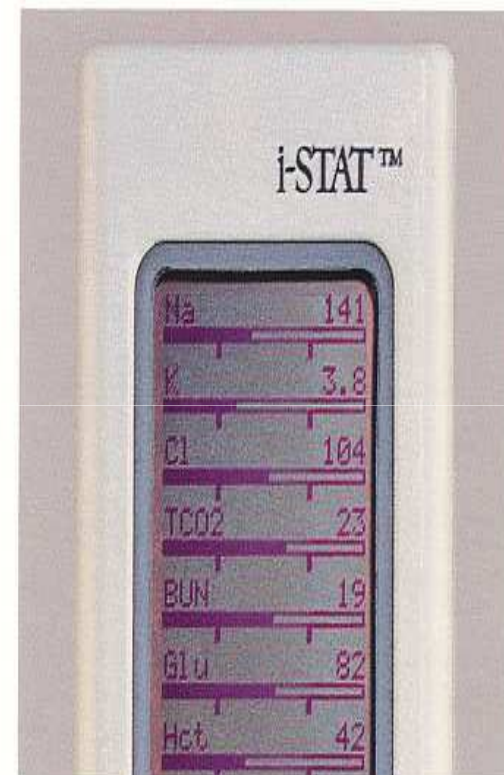 i-STAT™
Na 141
K 3.8
Cl 104
TCO2 23
BUN 19
Glu 82
Hct 42